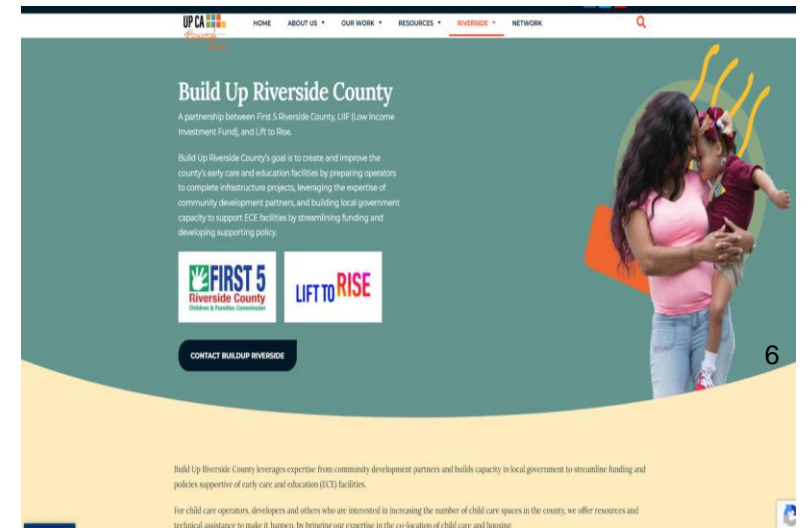 UP CA
Riverside
HOME ABOUT US OUR WORK RESOURCES RIVERSIDE NETWORK
Build Up Riverside County
A partnership between First 5 Riverside County, LIIF (Low Income
Investment Fund), and Lift to Rise.
Build Up Riverside County's goal is to create and improve the
county's early care and education facilities by preparing operators
to complete infrastructure projects, leveraging the expertise of
community development partners, and building local government
capacity to support ECE facilities by streamlining funding and
developing supporting policy.
FIRST 5
Riverside County
Children & Families Commission
LIFT TO RISE
CONTACT BUILDUP RIVERSIDE
6
Build Up Riverside County leverages expertise from community development partners and builds capacity in local government to streamline funding and
policies supportive of early care and education (ECE) facilities.
For child care operators, developers and others who are interested in increasing the number of child care spaces in the county, we offer resources and
technical assistance to make it happen, by bringing our expertise in the co-location of child care and housing.